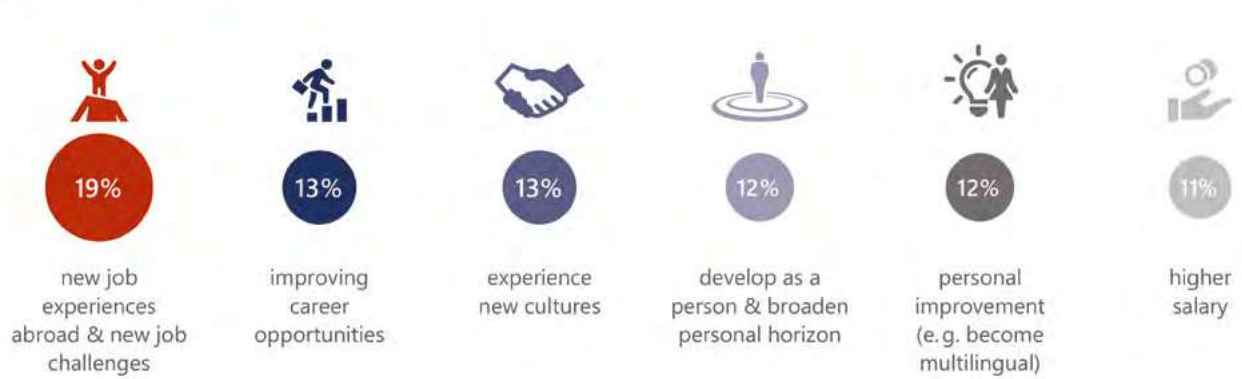 19%
13%
13%
12%
12%
11%
new job
experiences
abroad & new job
challenges
improving
career
opportunities
experience
new cultures
develop as a
person & broaden
personal horizon
personal
improvement
(e. g. become
multilingual)
higher
salary